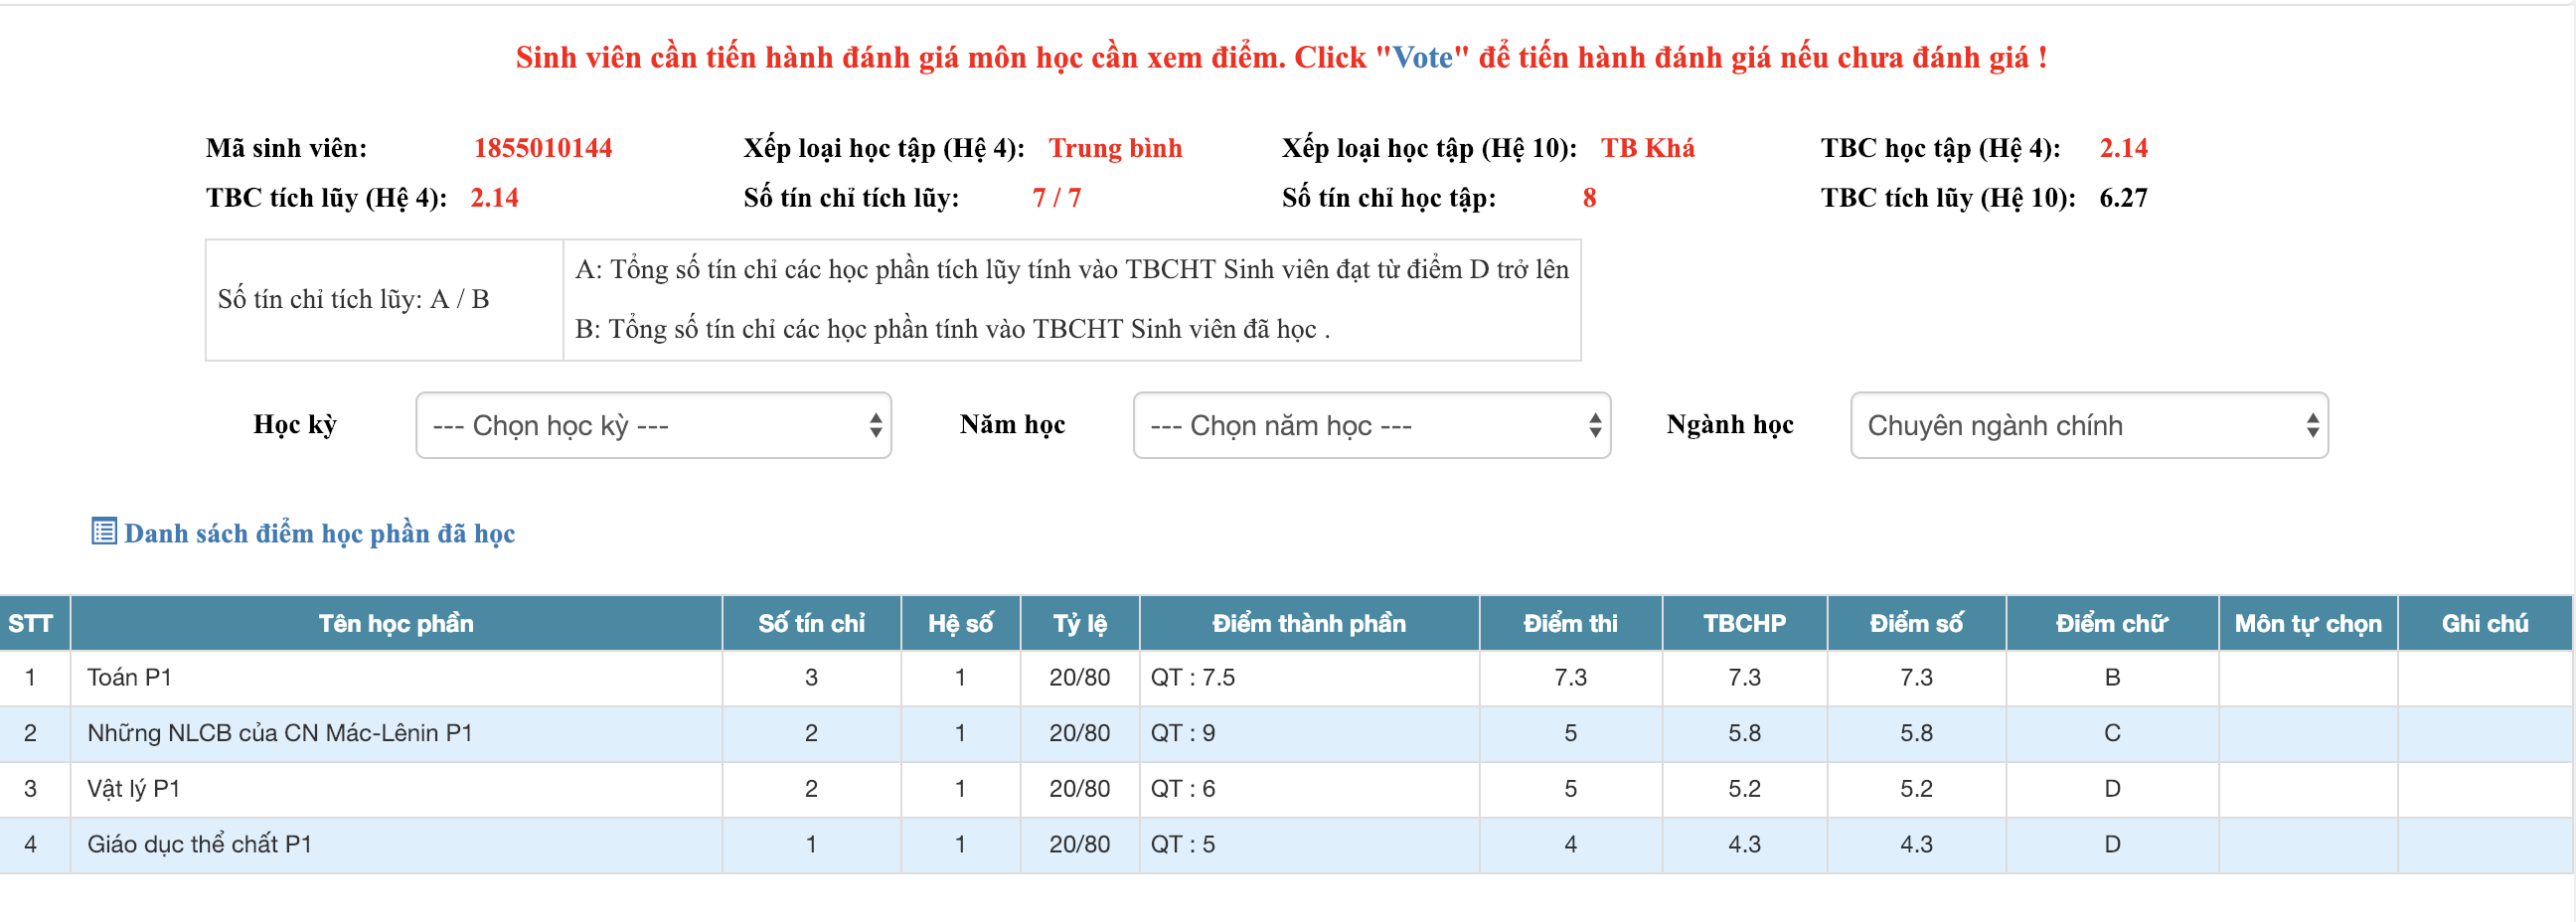 Sinh viên cần tiến hành đánh giá môn học cần xem điểm. Click "Vote" để tiến hành đánh giá nếu chưa đánh giá !
Mã sinh viên: 1855010144 Xếp loại học tập (Hệ 4): Trung bình Xếp loại học tập (Hệ 10): TB Khá TBC học tập (Hệ 4): 2.14
TBC tích lũy (Hệ 4): 2.14 Số tín chỉ tích lũy: 7 / 7 Số tín chỉ học tập: 8 TBC tích lũy (Hệ 10): 6.27
Số tín chỉ tích lũy: A / B
A: Tổng số tín chỉ các học phần tích lũy tính vào TBCHT Sinh viên đạt từ điểm D trở lên
B: Tổng số tín chỉ các học phần tính vào TBCHT Sinh viên đã học .
Học kỳ --- Chọn học kỳ --- Năm học --- Chọn năm học --- Ngành học Chuyên ngành chính
Danh sách điểm học phần đã học
STT Tên học phần Số tín chỉ Hệ số Tỷ lệ Điểm thành phần Điểm thi TBCHP Điểm số Điểm chữ Môn tự chọn Ghi chú
1 Toán P1 3 1 20/80 QT : 7.5 7.3 7.3 7.3 B
2 Những NLCB của CN Mác-Lênin P1 2 1 20/80 QT : 9 5 5.8 5.8 C
3 Vật lý P1 2 1 20/80 QT : 6 5 5.2 5.2 D
4 Giáo dục thể chất P1 1 1 20/80 QT : 5 4 4.3 4.3 D